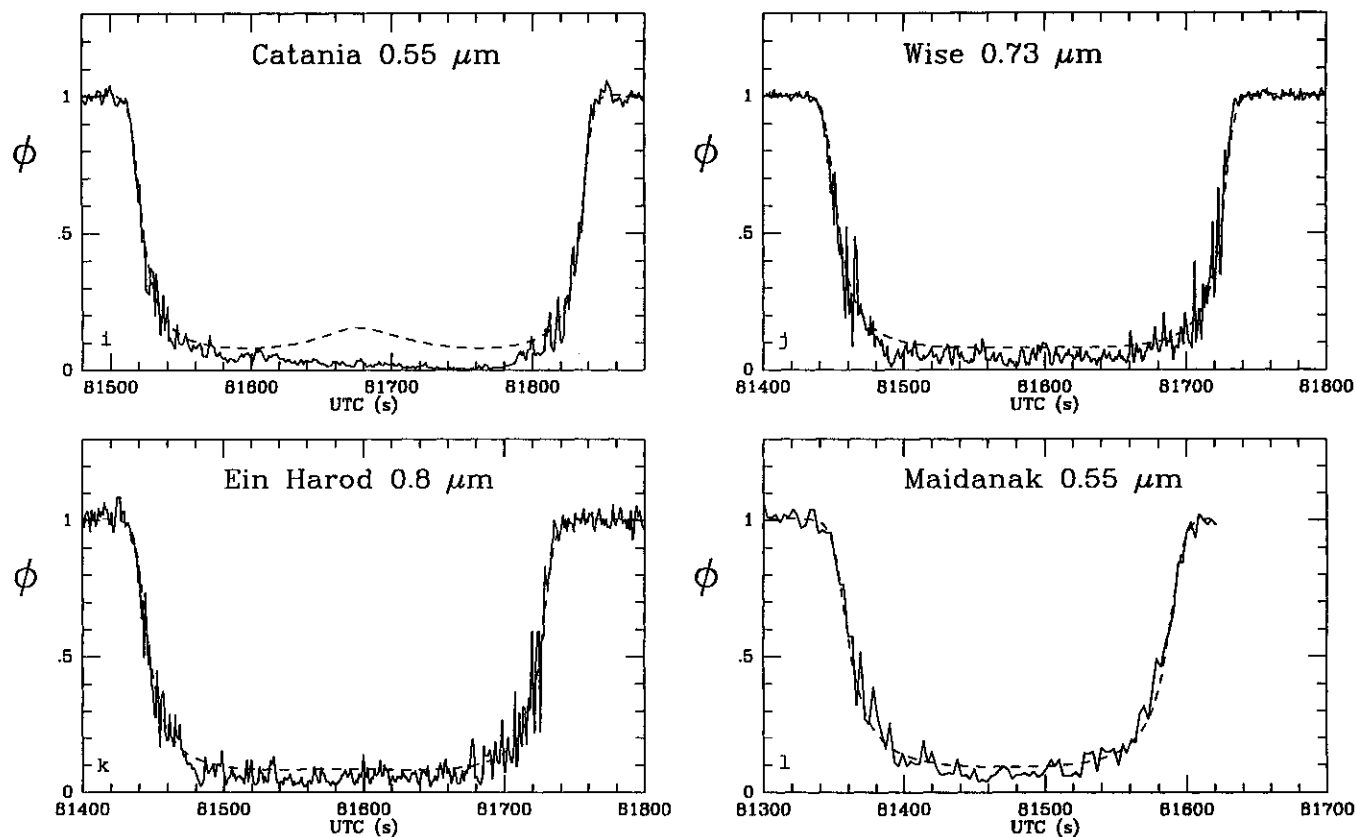 Catania 0.55 μm
1
ϕ
.5
i
0
81500 81600 81700 81800
UTC (s)
Wise 0.73 μm
1
ϕ
.5
j
0
81400 81500 81600 81700 81800
UTC (s)
Ein Harod 0.8 μm
1
ϕ
.5
k
0
81400 81500 81600 81700 81800
UTC (s)
Maidanak 0.55 μm
1
ϕ
.5
l
0
81300 81400 81500 81600 81700
UTC (s)